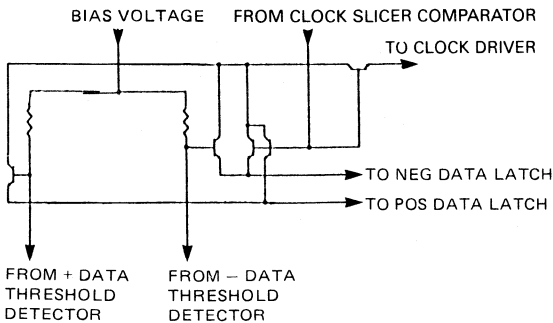 BIAS VOLTAGE
FROM CLOCK SLICER COMPARATOR
TO CLOCK DRIVER
TO NEG DATA LATCH
TO POS DATA LATCH
FROM + DATA
THRESHOLD
DETECTOR
FROM – DATA
THRESHOLD
DETECTOR